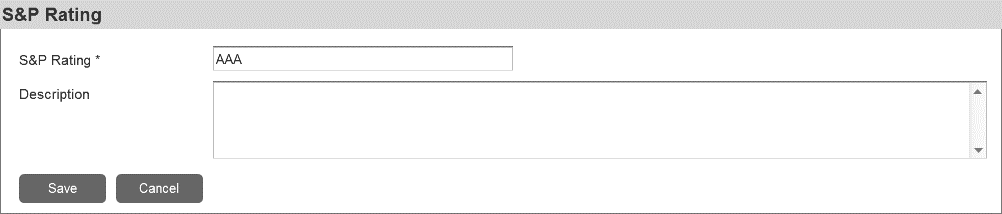 S&P Rating
S&P Rating * AAA
Description
Save Cancel